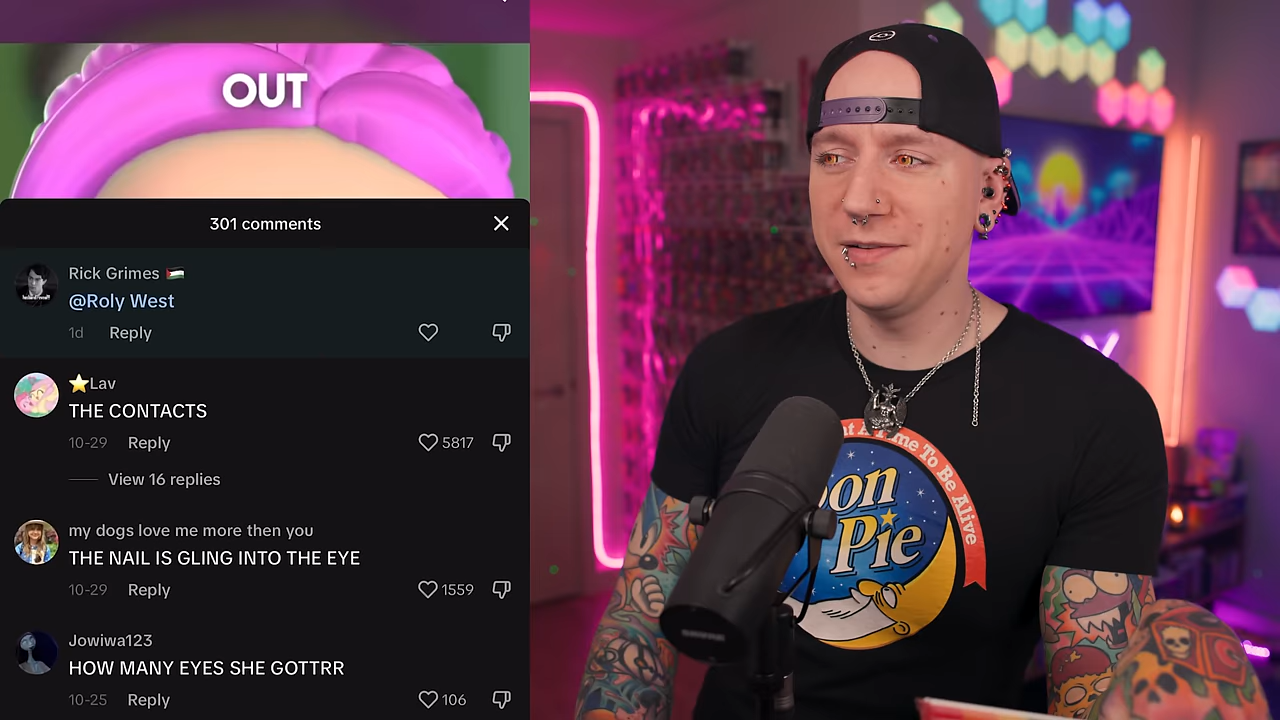 OUT
301 comments
Rick Grimes
@Roly West
1d Reply
Lav
THE CONTACTS
10-29 Reply 5817
View 16 replies
my dogs love me more then you
THE NAIL IS GLING INTO THE EYE
10-29 Reply 1559
Jowiwa123
HOW MANY EYES SHE GOTTRR
10-25 Reply 106
To Be Alive
Pie
SHURE